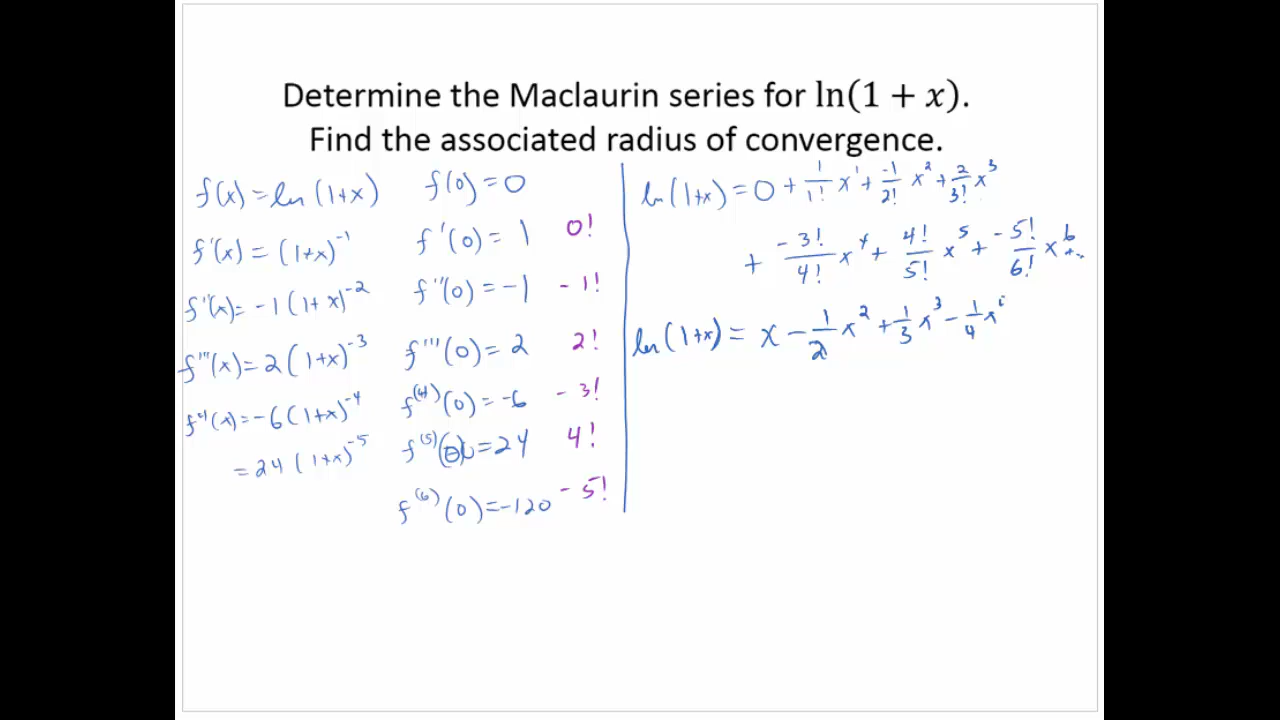 Determine the Maclaurin series for ln(1 + x).
Find the associated radius of convergence.
f(x) = ln (1+x) f(0) = 0
f'(x) = (1+x)^-1 f'(0) = 1 0!
f''(x) = -1 (1+x)^-2 f''(0) = -1 -1!
f'''(x) = 2 (1+x)^-3 f'''(0) = 2 2!
f^4(x) = -6 (1+x)^-4 f^(4)(0) = -6 -3!
= 24 (1+x)^-5 f^(5)(0) = 24 4!
f^(6)(0) = -120 -5!
ln (1+x) = 0 + 1/1! x^1 + -1/2! x^2 + 2/3! x^3
+ -3!/4! x^4 + 4!/5! x^5 + -5!/6! x^6 + ..
ln (1+x) = x - 1/2 x^2 + 1/3 x^3 - 1/4 x